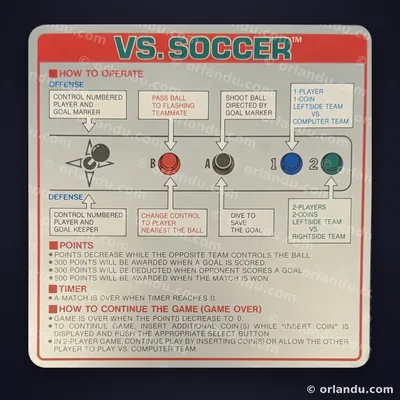 VS. SOCCER™
■ HOW TO OPERATE
OFFENSE
CONTROL NUMBERED
PLAYER AND
GOAL MARKER
PASS BALL
TO FLASHING
TEAMMATE
SHOOT BALL
DIRECTED BY
GOAL MARKER
1-PLAYER
1-COIN
LEFTSIDE TEAM
VS.
COMPUTER TEAM
B A 1 2
DEFENSE
CONTROL NUMBERED
PLAYER AND
GOAL KEEPER
CHANGE CONTROL TO
PLAYER
NEAREST THE BALL
DIVE TO
SAVE
THE GOAL
2-PLAYERS
2-COINS
LEFTSIDE TEAM
VS.
RIGHTSIDE TEAM
■ POINTS
● POINTS DECREASE WHILE THE OPPOSITE TEAM CONTROLS THE BALL.
● 300 POINTS WILL BE AWARDED WHEN A GOAL IS SCORED.
● 300 POINTS WILL BE DEDUCTED WHEN OPPONENT SCORES A GOAL.
● 500 POINTS WILL BE AWARDED WHEN THE MATCH IS WON.
■ TIMER
● A MATCH IS OVER WHEN TIMER REACHES 0.
■ HOW TO CONTINUE THE GAME (GAME OVER)
● GAME IS OVER WHEN THE POINTS DECREASE TO 0.
● TO CONTINUE GAME, INSERT ADDITIONAL COIN(S) WHILE "INSERT COIN" IS
DISPLAYED AND PUSH THE APPROPRIATE SELECT BUTTON.
● IN 2-PLAYER GAME, CONTINUE PLAY BY INSERTING COIN(S) OR ALLOW THE OTHER
PLAYER TO PLAY VS. COMPUTER TEAM.
© orlandu.com